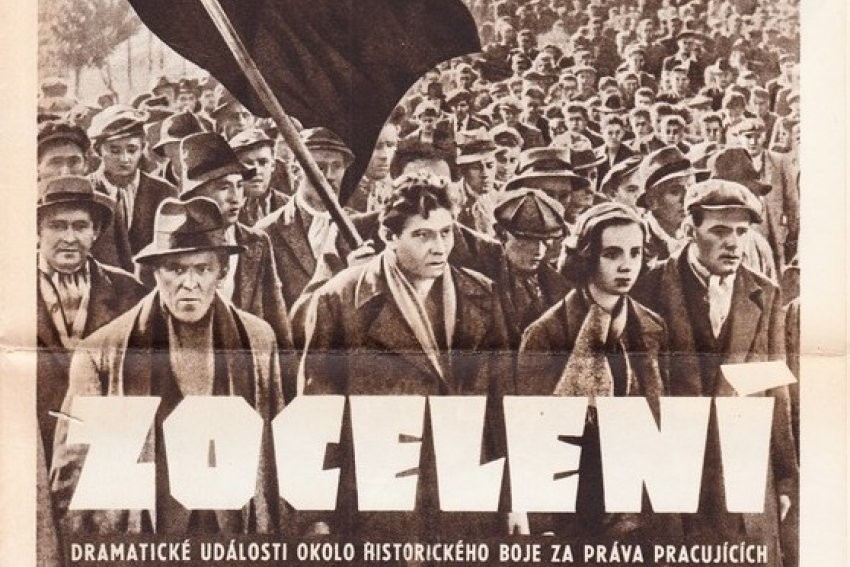 ZOCELENÍ
DRAMATICKÉ UDÁLOSTI OKOLO HISTORICKÉHO BOJE ZA PRÁVA PRACUJÍCÍCH